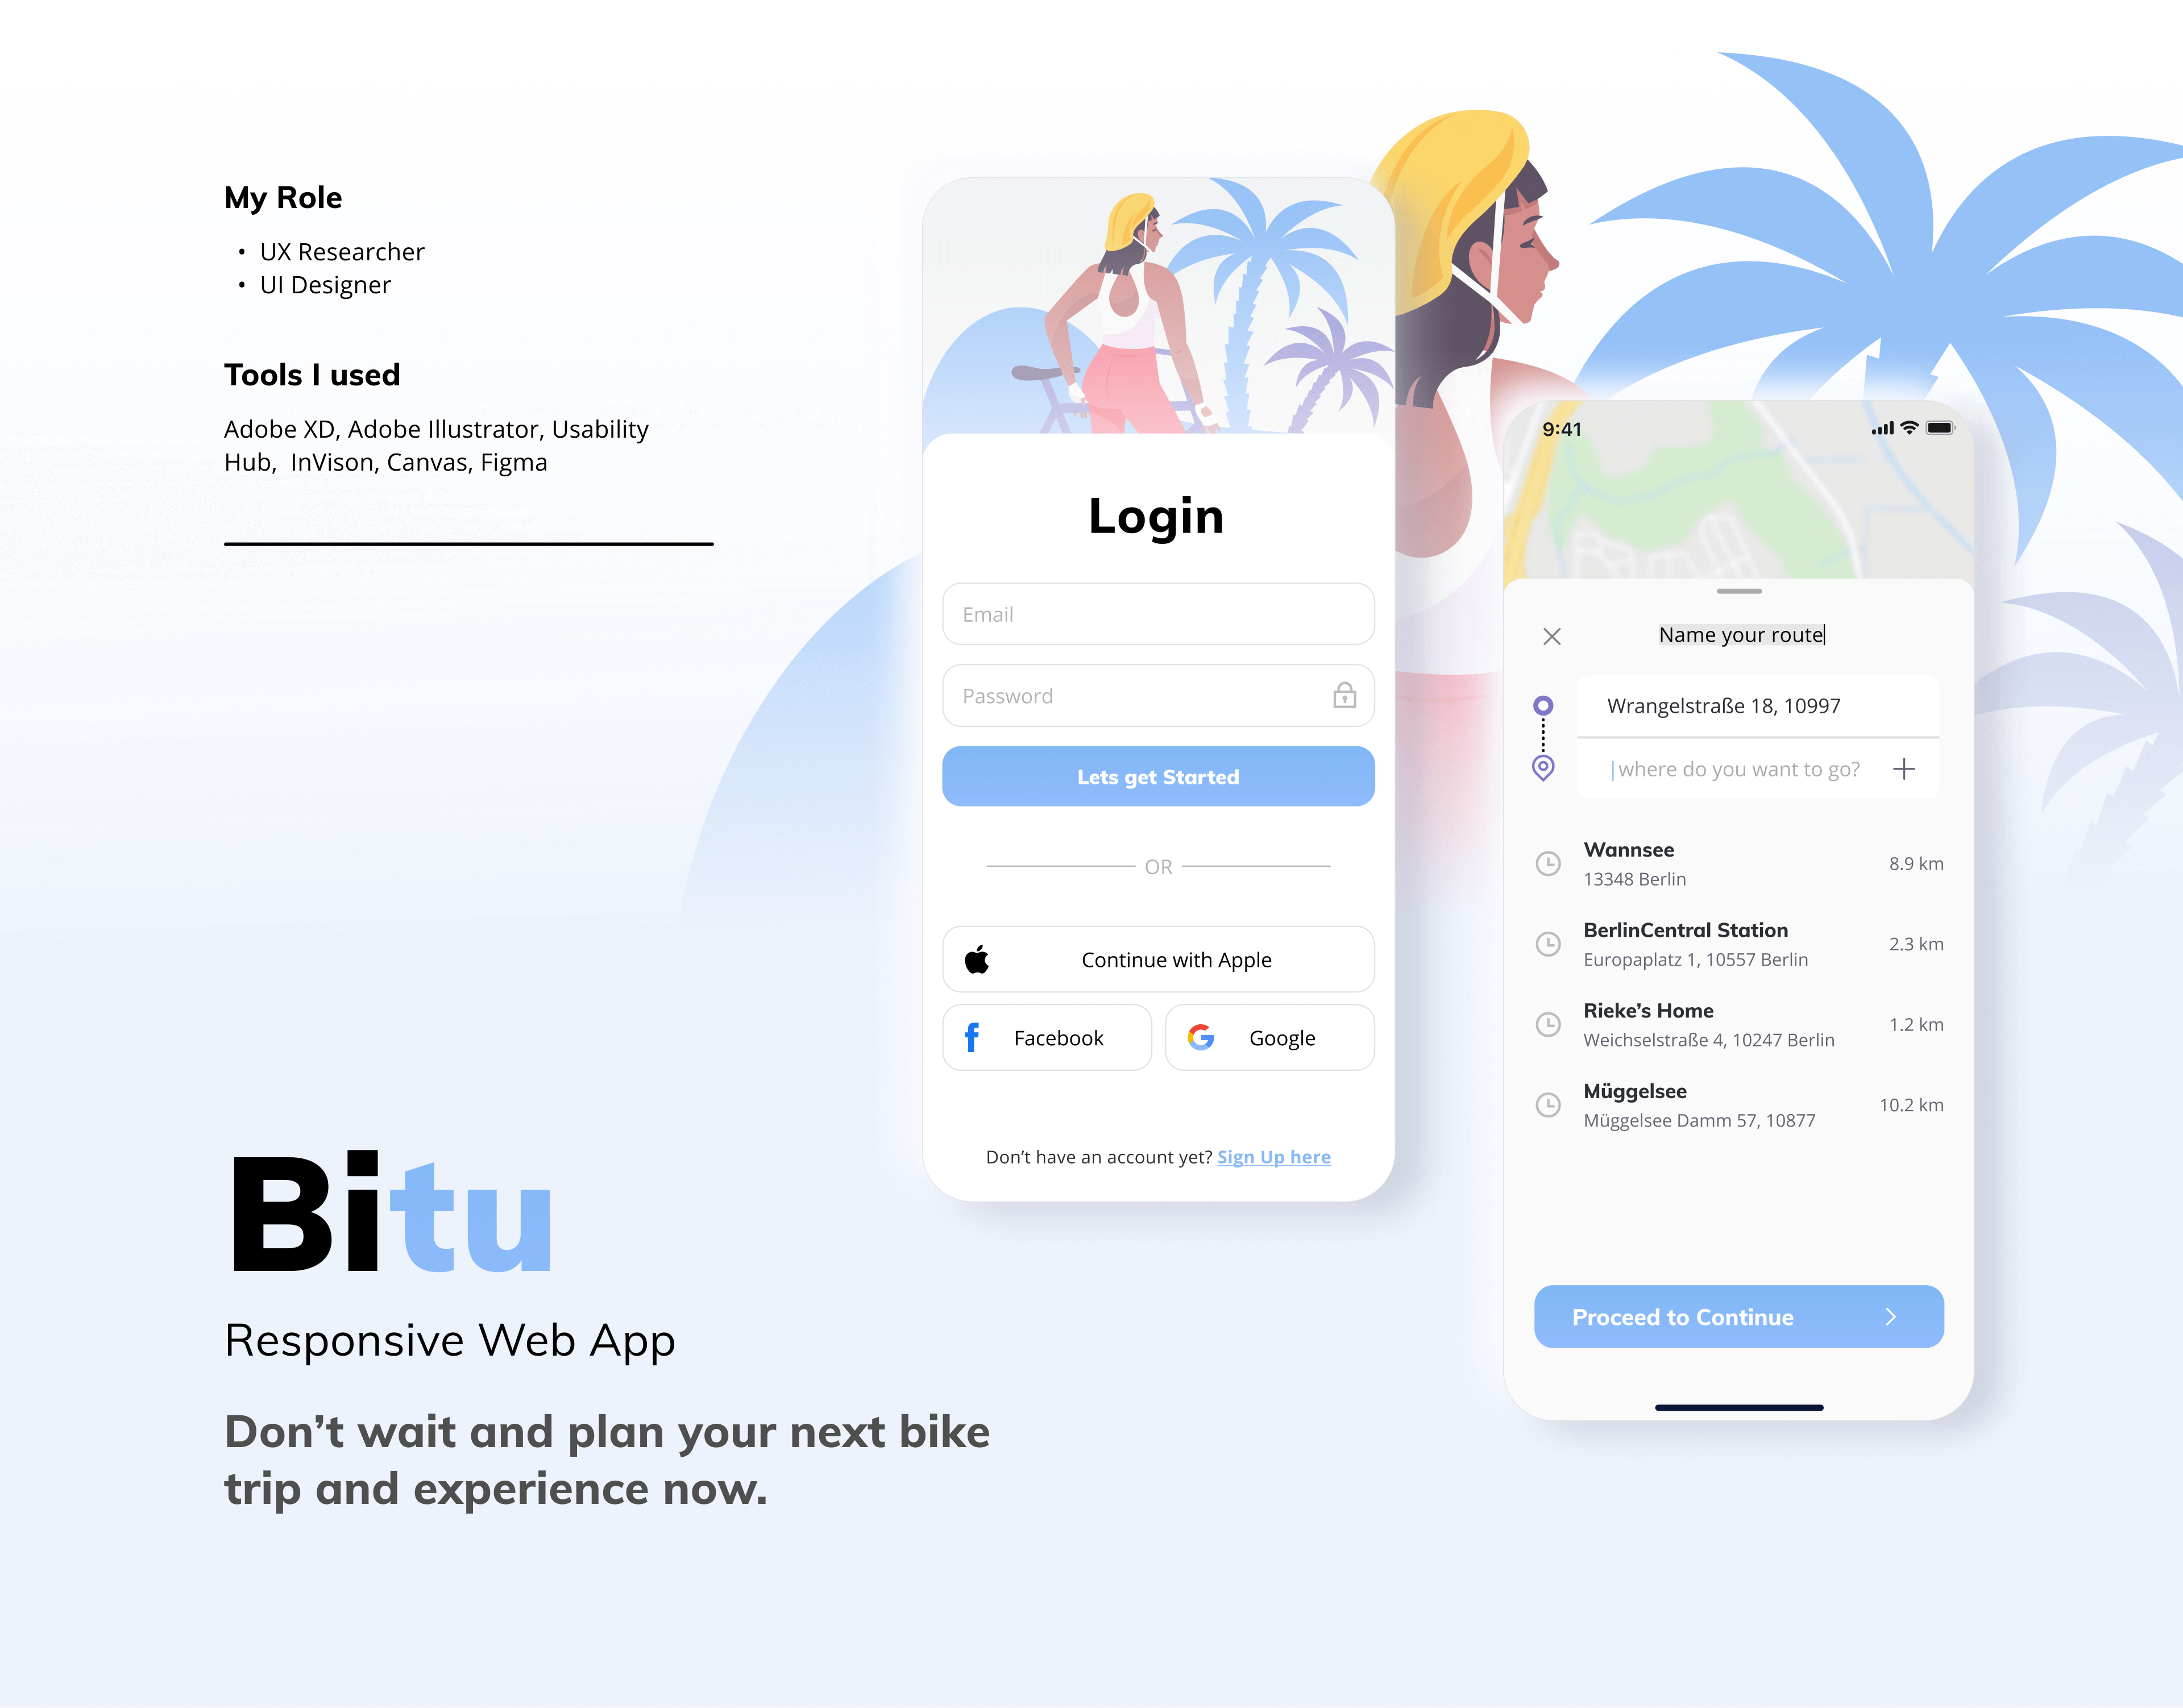 My Role
• UX Researcher
• UI Designer
Tools I used
Adobe XD, Adobe Illustrator, Usability
Hub,  InVison, Canvas, Figma
Bitu
Responsive Web App
Don’t wait and plan your next bike
trip and experience now.
Login
Email
Password
Lets get Started
OR
Continue with Apple
Facebook
Google
Don’t have an account yet? Sign Up here
9:41
Name your route
Wrangelstraße 18, 10997
where do you want to go?
Wannsee
13348 Berlin
8.9 km
BerlinCentral Station
Europaplatz 1, 10557 Berlin
2.3 km
Rieke’s Home
Weichselstraße 4, 10247 Berlin
1.2 km
Müggelsee
Müggelsee Damm 57, 10877
10.2 km
Proceed to Continue